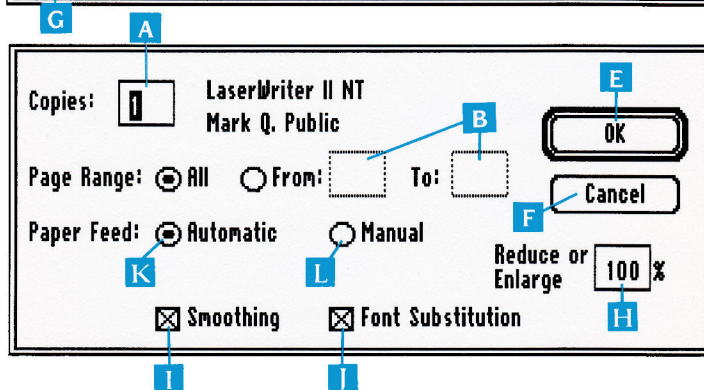 G
A
Copies: 1 LaserWriter II NT
Mark Q. Public
E
OK
B
Page Range: All From: To:
F
Cancel
Paper Feed: Automatic Manual
K
L
Reduce or
Enlarge 100 %
H
Smoothing Font Substitution
I
J